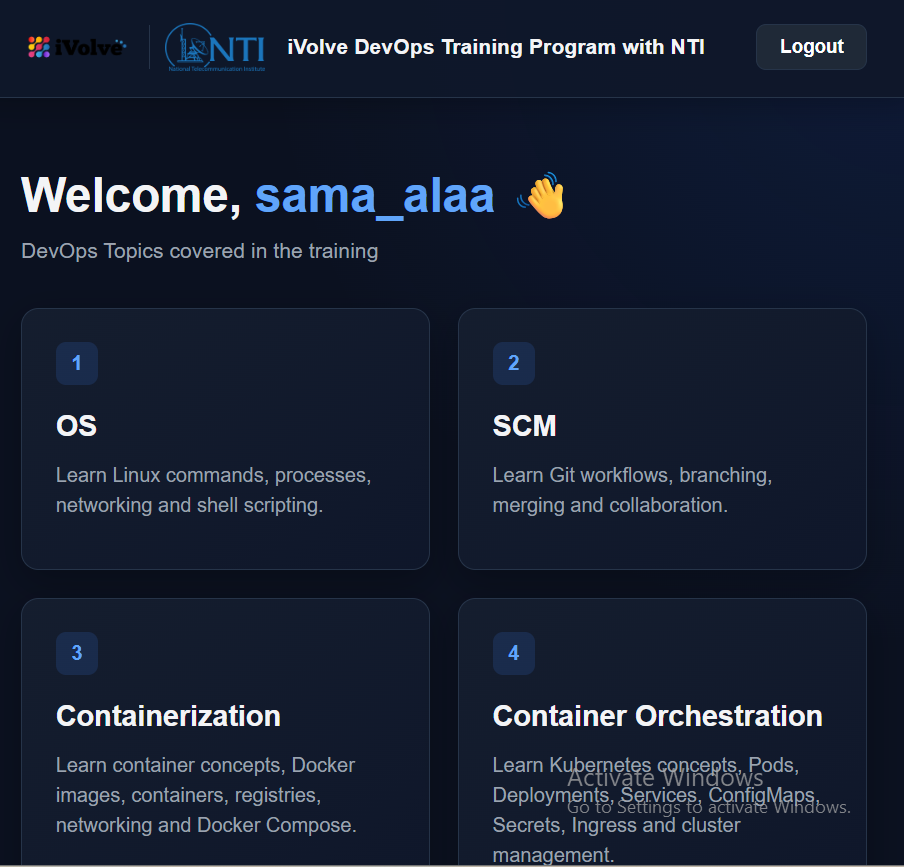 iVolve
NTI
National Telecommunication Institute
iVolve DevOps Training Program with NTI
Logout
Welcome, sama_alaa 👋
DevOps Topics covered in the training
1
OS
Learn Linux commands, processes,
networking and shell scripting.
2
SCM
Learn Git workflows, branching,
merging and collaboration.
3
Containerization
Learn container concepts, Docker
images, containers, registries,
networking and Docker Compose.
4
Container Orchestration
Learn Kubernetes concepts, Pods,
Deployments, Services, ConfigMaps,
Secrets, Ingress and cluster
management.
Activate Windows
Go to Settings to activate Windows.